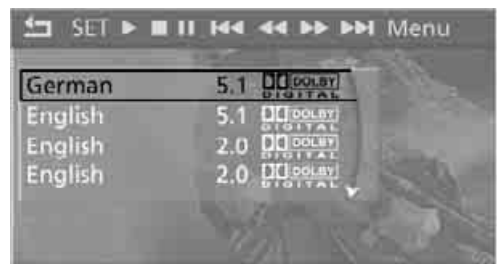 SET Menu
German 5.1 DOLBY DIGITAL
English 5.1 DOLBY DIGITAL
English 2.0 DOLBY DIGITAL
English 2.0 DOLBY DIGITAL